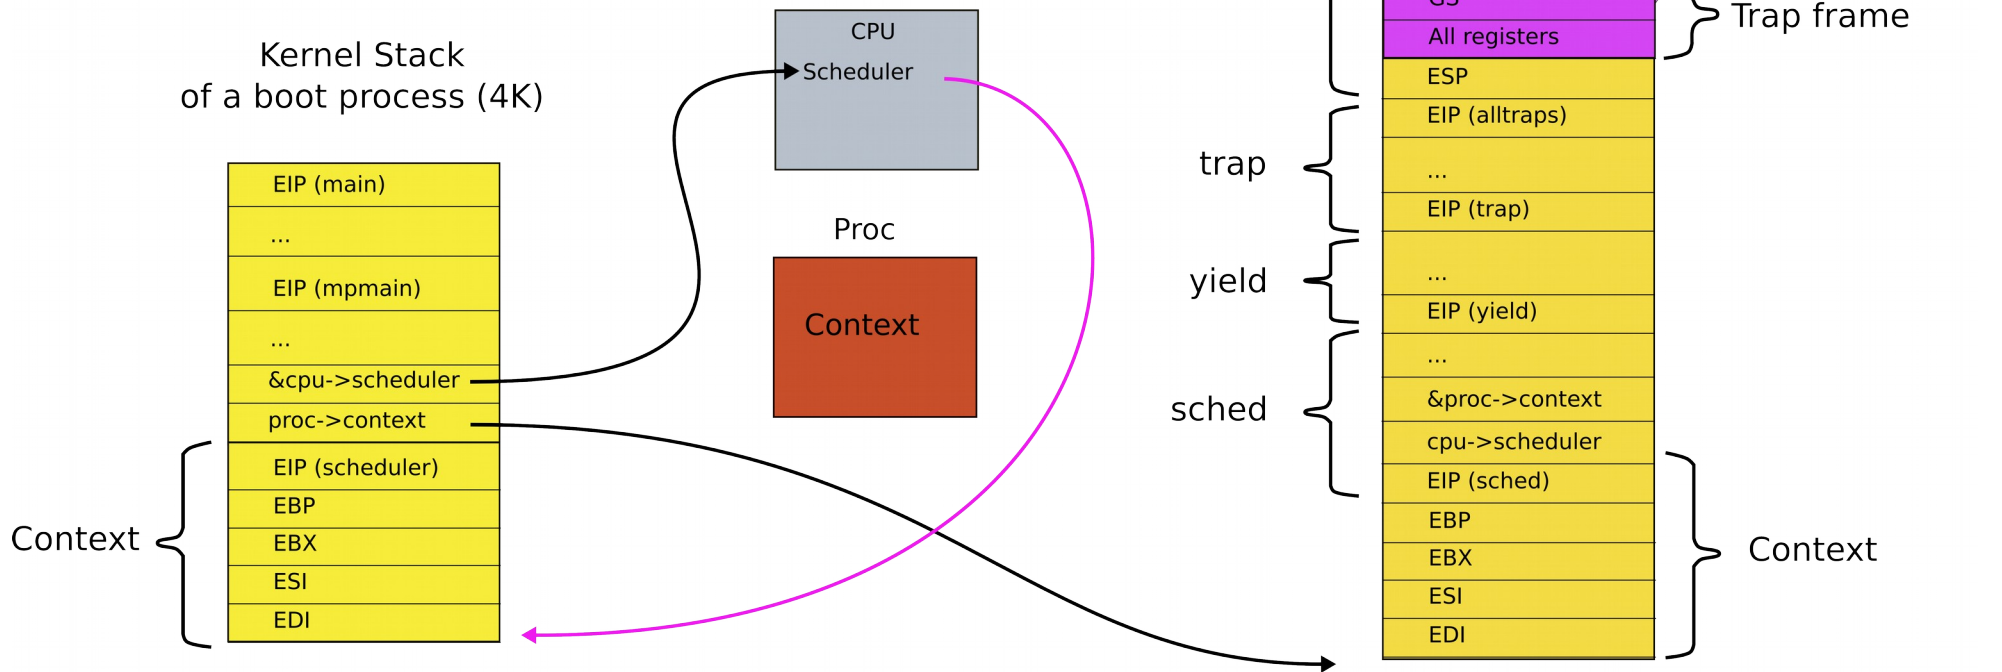 Kernel Stack
of a boot process (4K)
EIP (main)
...
EIP (mpmain)
...
&cpu->scheduler
proc->context
EIP (scheduler)
EBP
EBX
ESI
EDI
Context
CPU
Scheduler
Proc
Context
GS
All registers
Trap frame
ESP
EIP (alltraps)
...
EIP (trap)
trap
...
EIP (yield)
yield
...
&proc->context
cpu->scheduler
EIP (sched)
sched
EBP
EBX
ESI
EDI
Context